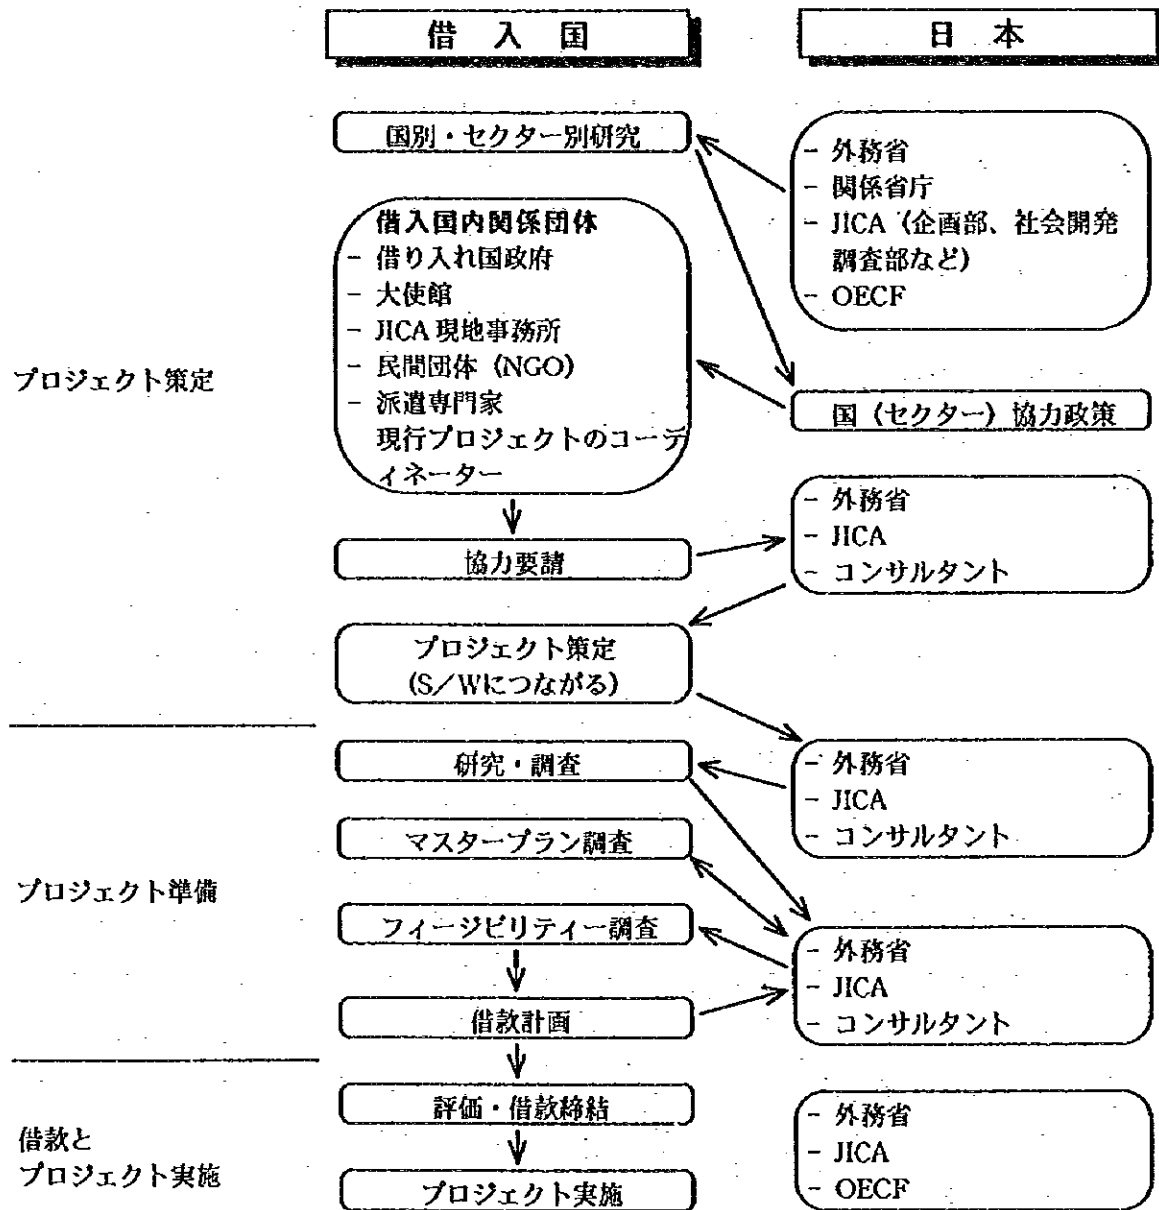 借入国
日本
国別・セクター別研究
- 外務省
- 関係省庁
- JICA（企画部、社会開発
調査部など）
- OECF
借入国内関係団体
- 借り入れ国政府
- 大使館
- JICA 現地事務所
- 民間団体（NGO）
- 派遣専門家
現行プロジェクトのコーデ
ィネーター
プロジェクト策定
国（セクター）協力政策
- 外務省
- JICA
- コンサルタント
協力要請
プロジェクト策定
(S／Wにつながる)
研究・調査
- 外務省
- JICA
- コンサルタント
マスタープラン調査
プロジェクト準備
フィージビリティー調査
- 外務省
- JICA
- コンサルタント
借款計画
評価・借款締結
- 外務省
- JICA
- OECF
借款と
プロジェクト実施
プロジェクト実施